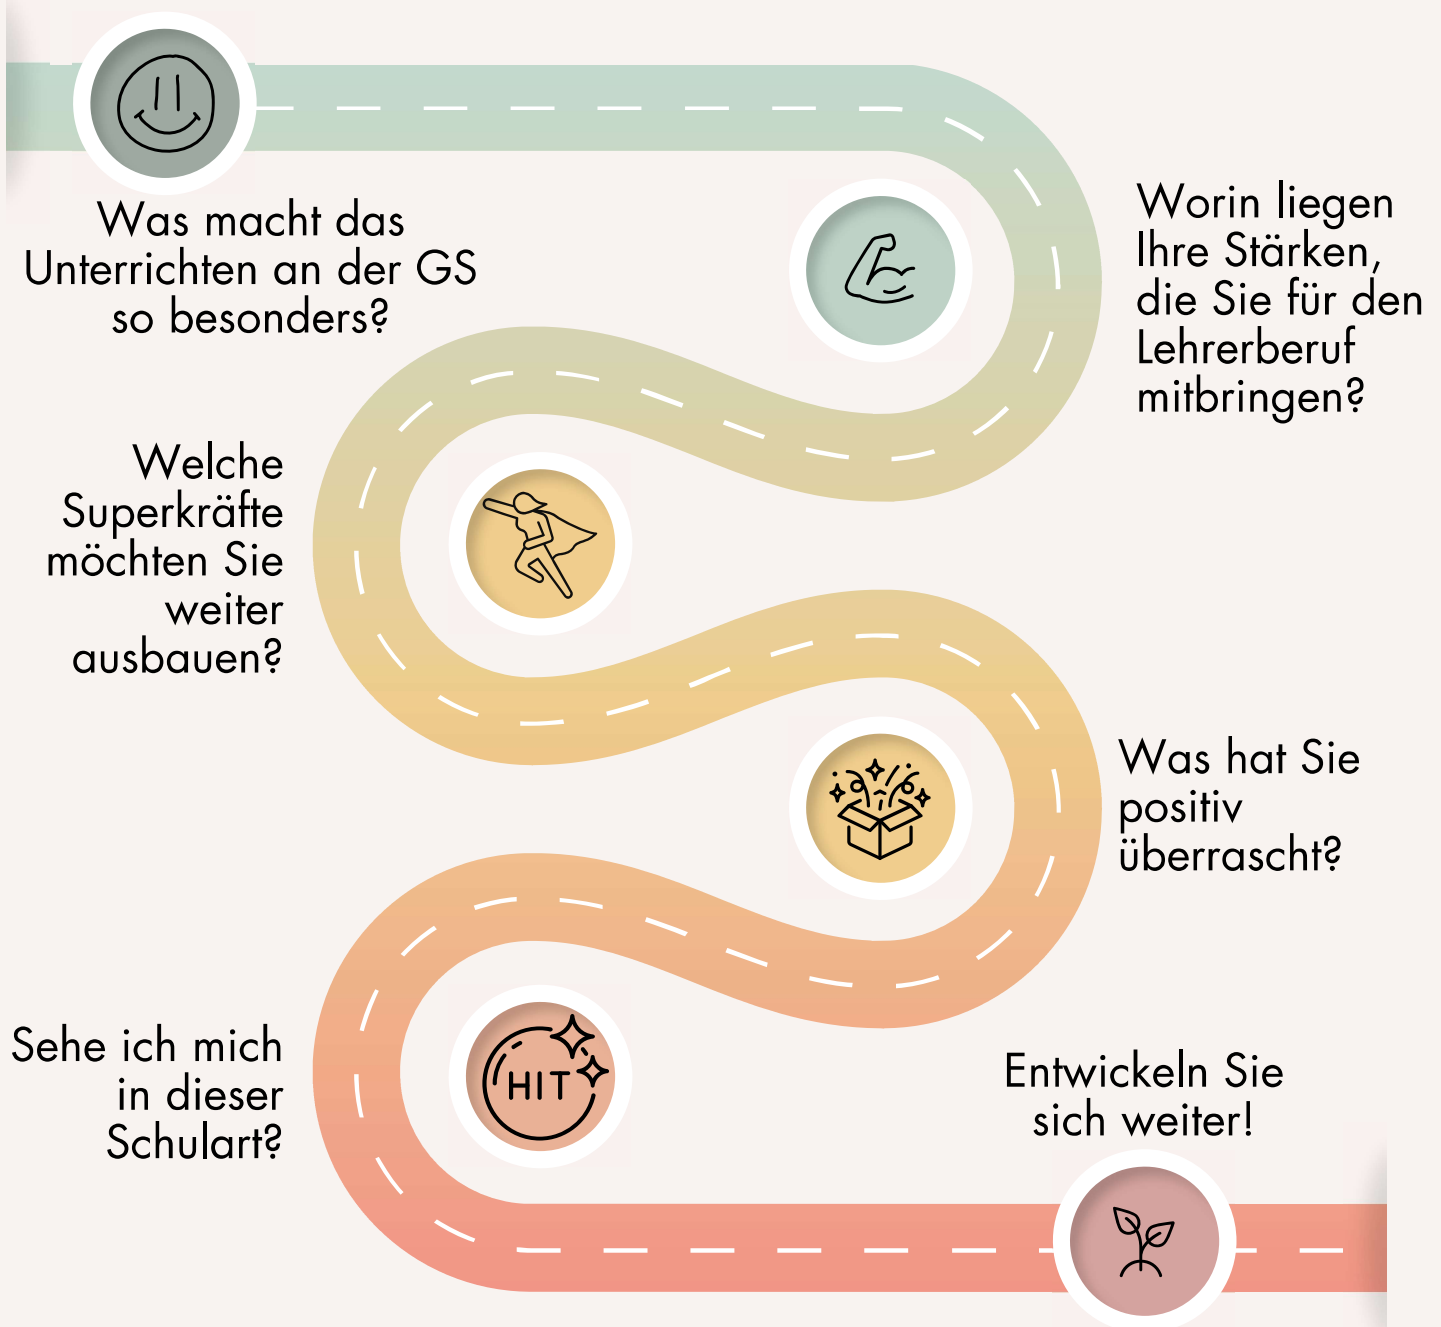 Was macht das
Unterrichten an der GS
so besonders?
Worin liegen
Ihre Stärken,
die Sie für den
Lehrerberuf
mitbringen?
Welche
Superkräfte
möchten Sie
weiter
ausbauen?
Was hat Sie
positiv
überrascht?
Sehe ich mich
in dieser
Schulart?
HIT
Entwickeln Sie
sich weiter!